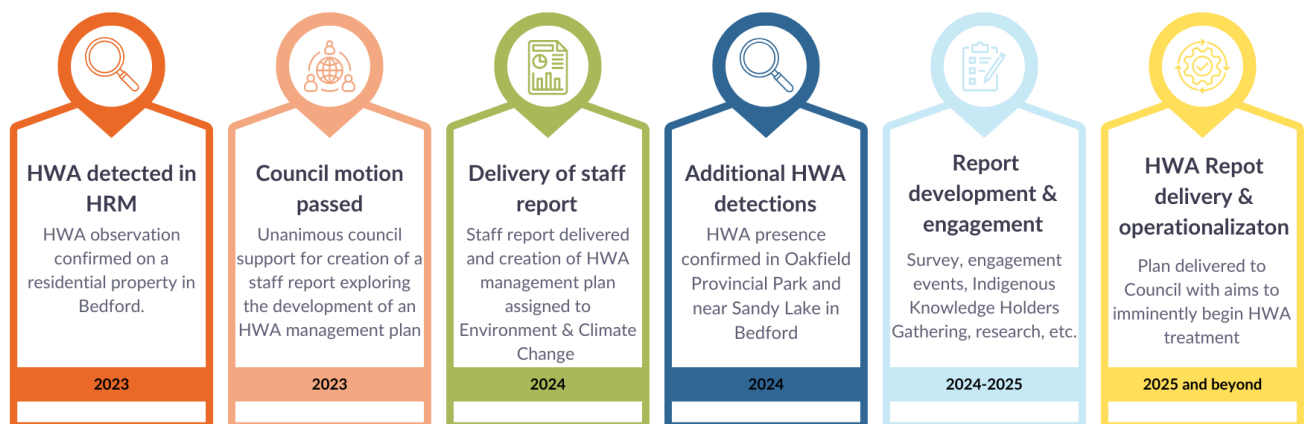 HWA detected in
HRM
HWA observation
confirmed on a
residential property in
Bedford.
2023
Council motion
passed
Unanimous council
support for creation of a
staff report exploring
the development of an
HWA management plan
2023
Delivery of staff
report
Staff report delivered
and creation of HWA
management plan
assigned to
Environment & Climate
Change
2024
Additional HWA
detections
HWA presence
confirmed in Oakfield
Provincial Park and
near Sandy Lake in
Bedford
2024
Report
development &
engagement
Survey, engagement
events, Indigenous
Knowledge Holders
Gathering, research, etc.
2024-2025
HWA Repot
delivery &
operationalizaton
Plan delivered to
Council with aims to
imminently begin HWA
treatment
2025 and beyond